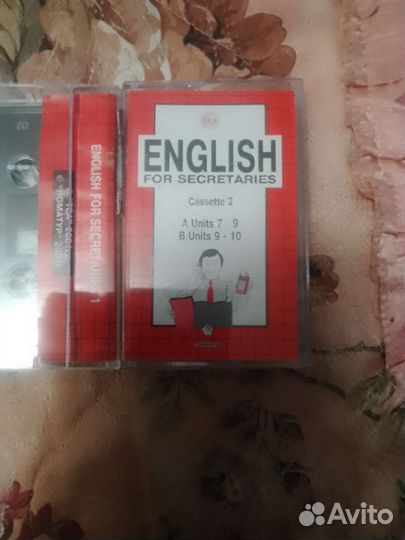 ENGLISH FOR SECRETARIES 1
ENGLISH
FOR SECRETARIES
Cassette 2
A Units 7 - 9
B Units 9 - 10
Avito